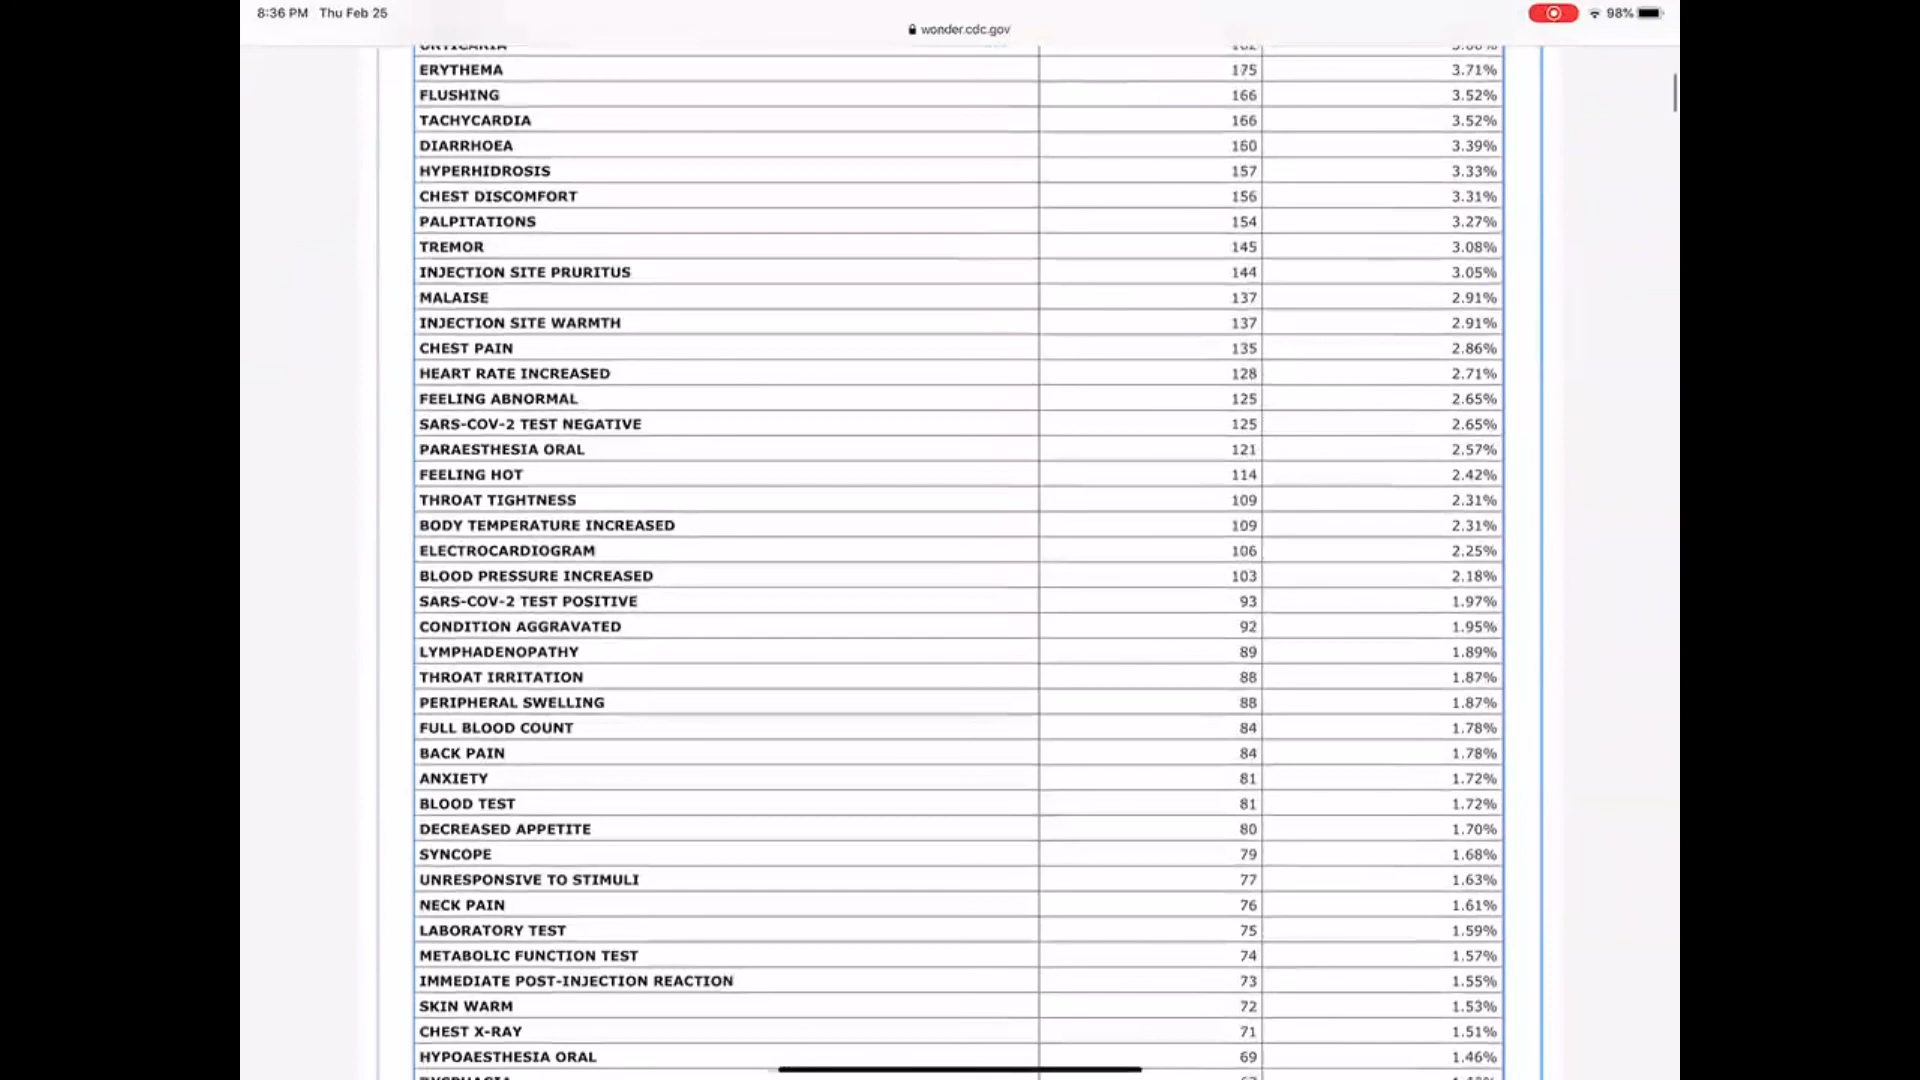 8:36 PM Thu Feb 25 98%
wonder.cdc.gov
URTICARIA 182
ERYTHEMA 175 3.71%
FLUSHING 166 3.52%
TACHYCARDIA 166 3.52%
DIARRHOEA 160 3.39%
HYPERHIDROSIS 157 3.33%
CHEST DISCOMFORT 156 3.31%
PALPITATIONS 154 3.27%
TREMOR 145 3.08%
INJECTION SITE PRURITUS 144 3.05%
MALAISE 137 2.91%
INJECTION SITE WARMTH 137 2.91%
CHEST PAIN 135 2.86%
HEART RATE INCREASED 128 2.71%
FEELING ABNORMAL 125 2.65%
SARS-COV-2 TEST NEGATIVE 125 2.65%
PARAESTHESIA ORAL 121 2.57%
FEELING HOT 114 2.42%
THROAT TIGHTNESS 109 2.31%
BODY TEMPERATURE INCREASED 109 2.31%
ELECTROCARDIOGRAM 106 2.25%
BLOOD PRESSURE INCREASED 103 2.18%
SARS-COV-2 TEST POSITIVE 93 1.97%
CONDITION AGGRAVATED 92 1.95%
LYMPHADENOPATHY 89 1.89%
THROAT IRRITATION 88 1.87%
PERIPHERAL SWELLING 88 1.87%
FULL BLOOD COUNT 84 1.78%
BACK PAIN 84 1.78%
ANXIETY 81 1.72%
BLOOD TEST 81 1.72%
DECREASED APPETITE 80 1.70%
SYNCOPE 79 1.68%
UNRESPONSIVE TO STIMULI 77 1.63%
NECK PAIN 76 1.61%
LABORATORY TEST 75 1.59%
METABOLIC FUNCTION TEST 74 1.57%
IMMEDIATE POST-INJECTION REACTION 73 1.55%
SKIN WARM 72 1.53%
CHEST X-RAY 71 1.51%
HYPOAESTHESIA ORAL 69 1.46%